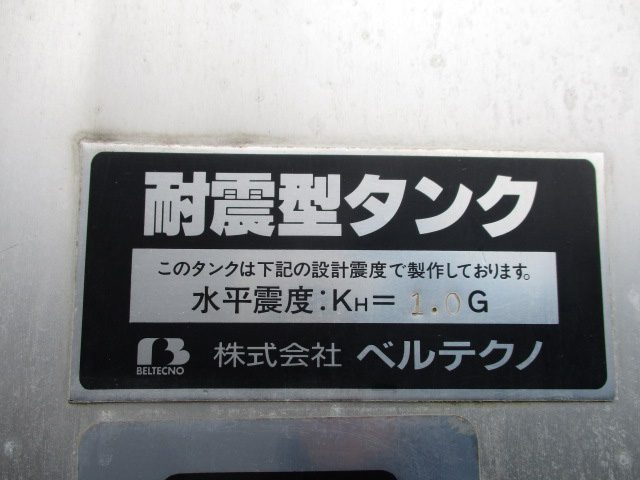 耐震型タンク
このタンクは下記の設計震度で製作しております。
水平震度:KH= 1.0G
BELTECNO 株式会社 ベルテクノ